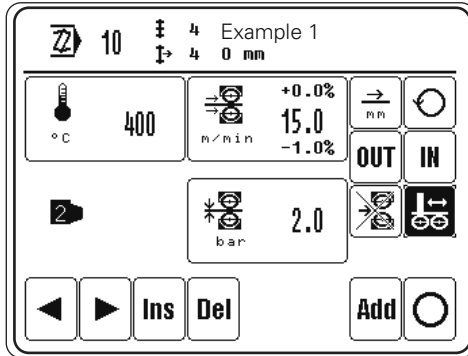 10 4 Example 1
4 0 mm
°C 400
m/min +0.0%
15.0
-1.0%
mm
OUT IN
2
bar 2.0
Ins Del Add